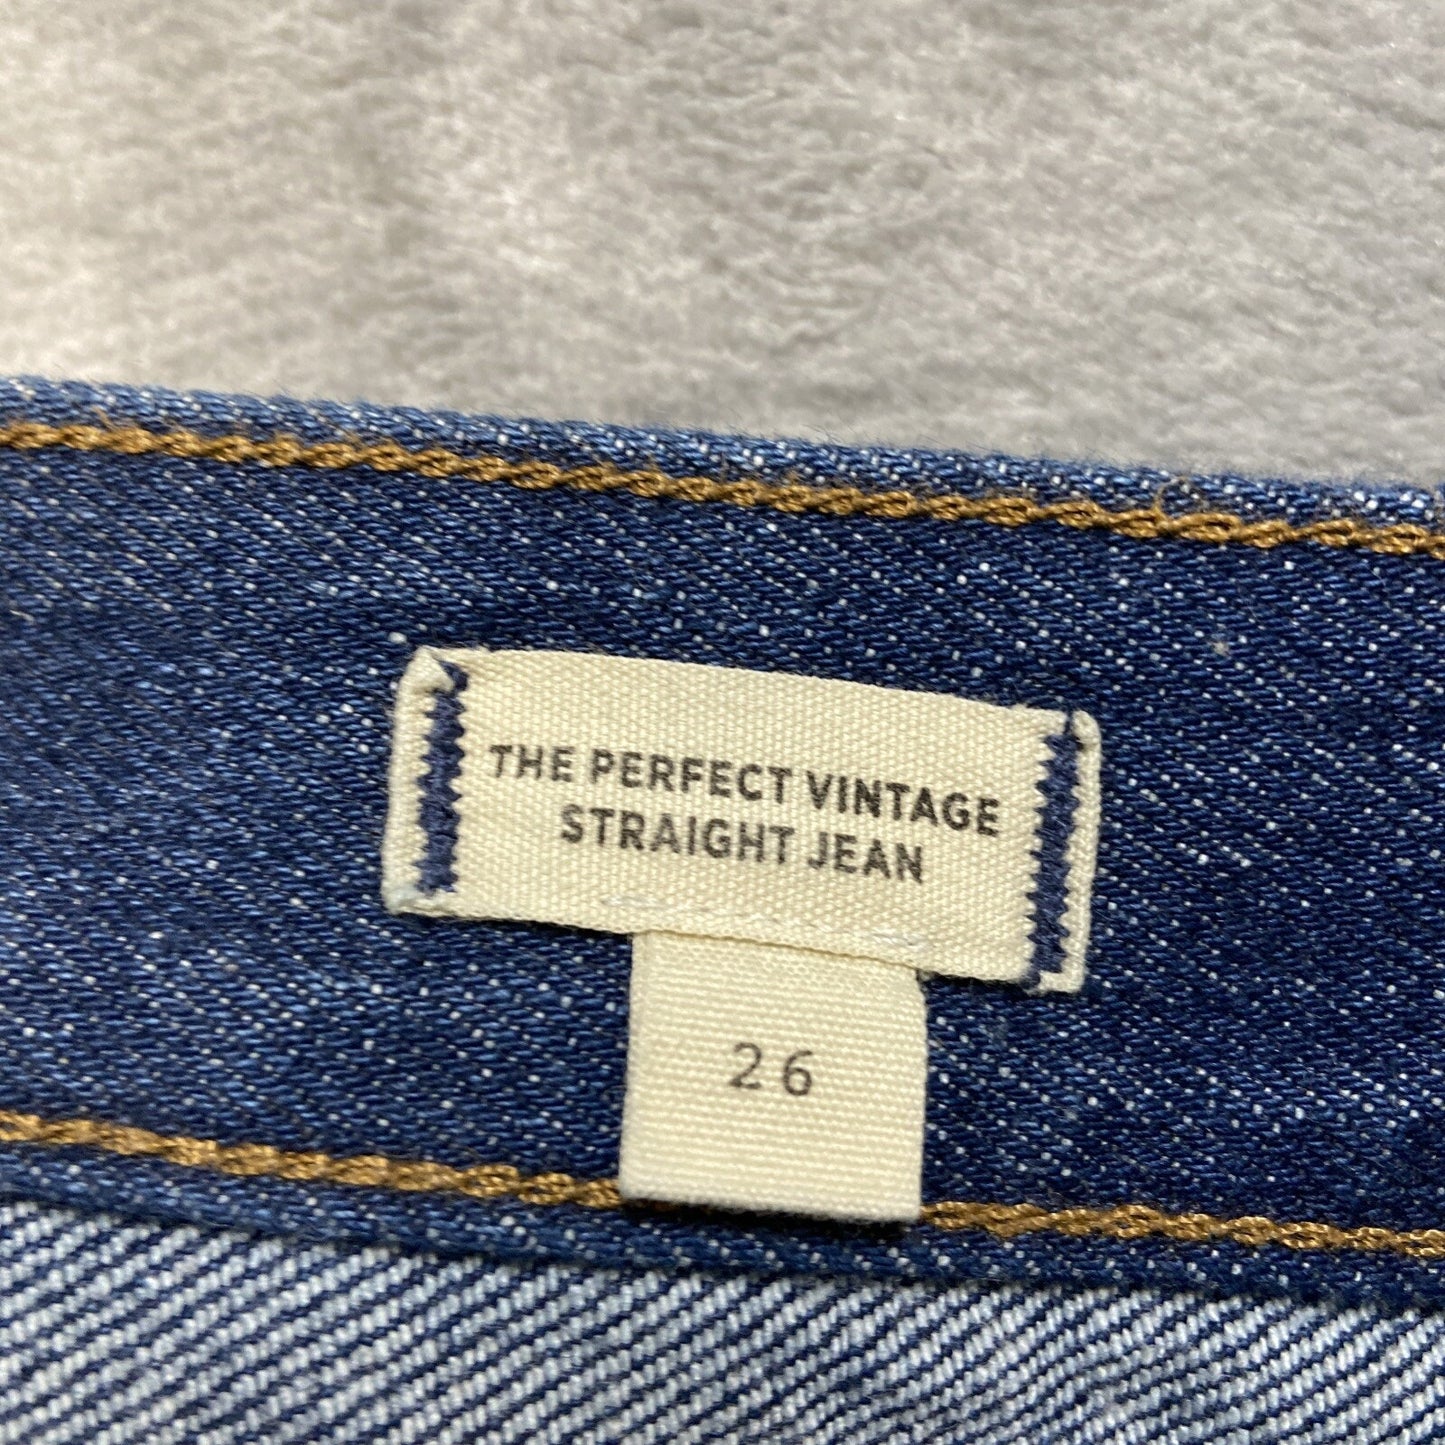 THE PERFECT VINTAGE
STRAIGHT JEAN
26